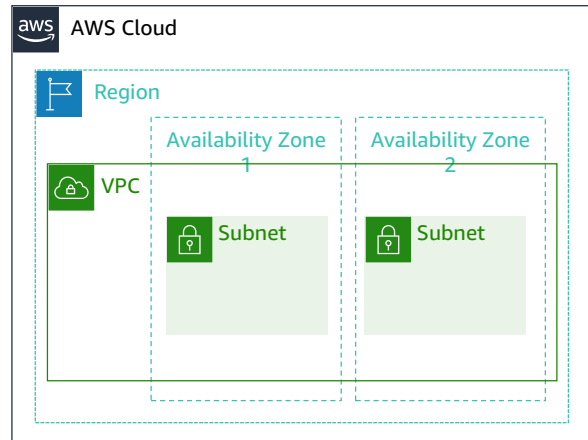 aws
AWS Cloud
Region
Availability Zone
1
Availability Zone
2
VPC
Subnet
Subnet